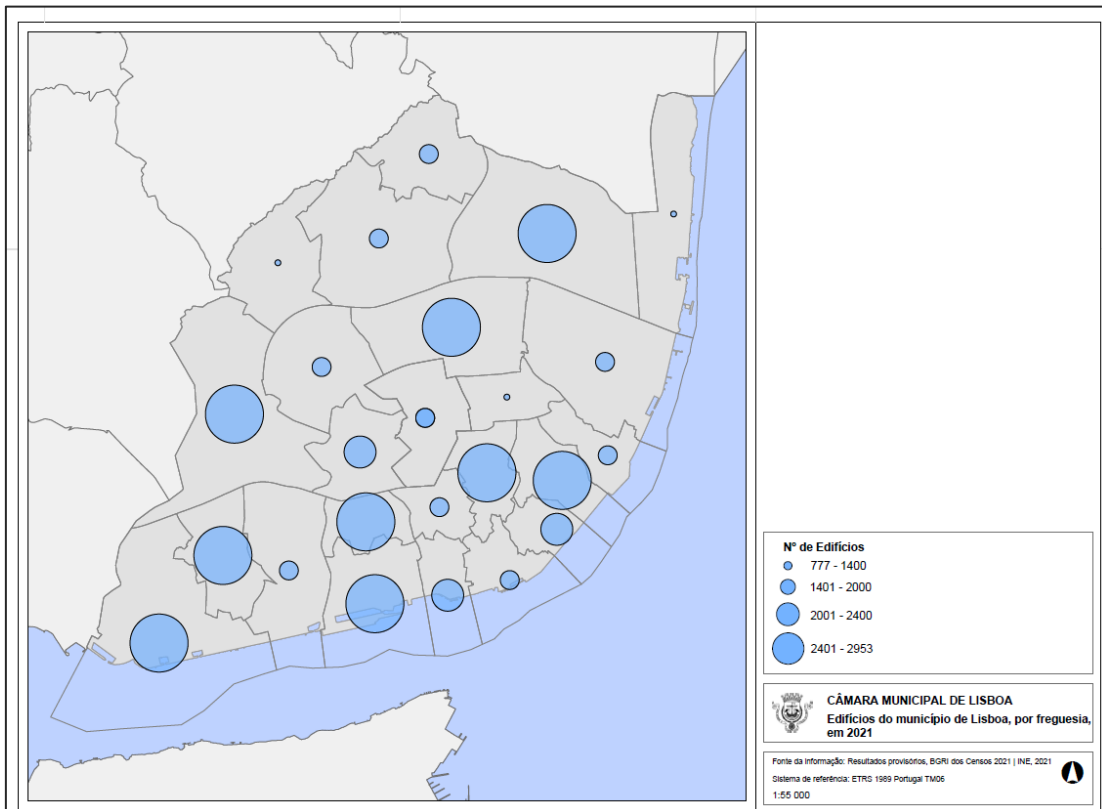 Nº de Edifícios
777 - 1400
1401 - 2000
2001 - 2400
2401 - 2953
CÂMARA MUNICIPAL DE LISBOA
Edifícios do município de Lisboa, por freguesia,
em 2021
Fonte da Informação: Resultados provisórios, BGRI dos Censos 2021 | INE, 2021
Sistema de referência: ETRS 1989 Portugal TM06
1:55 000